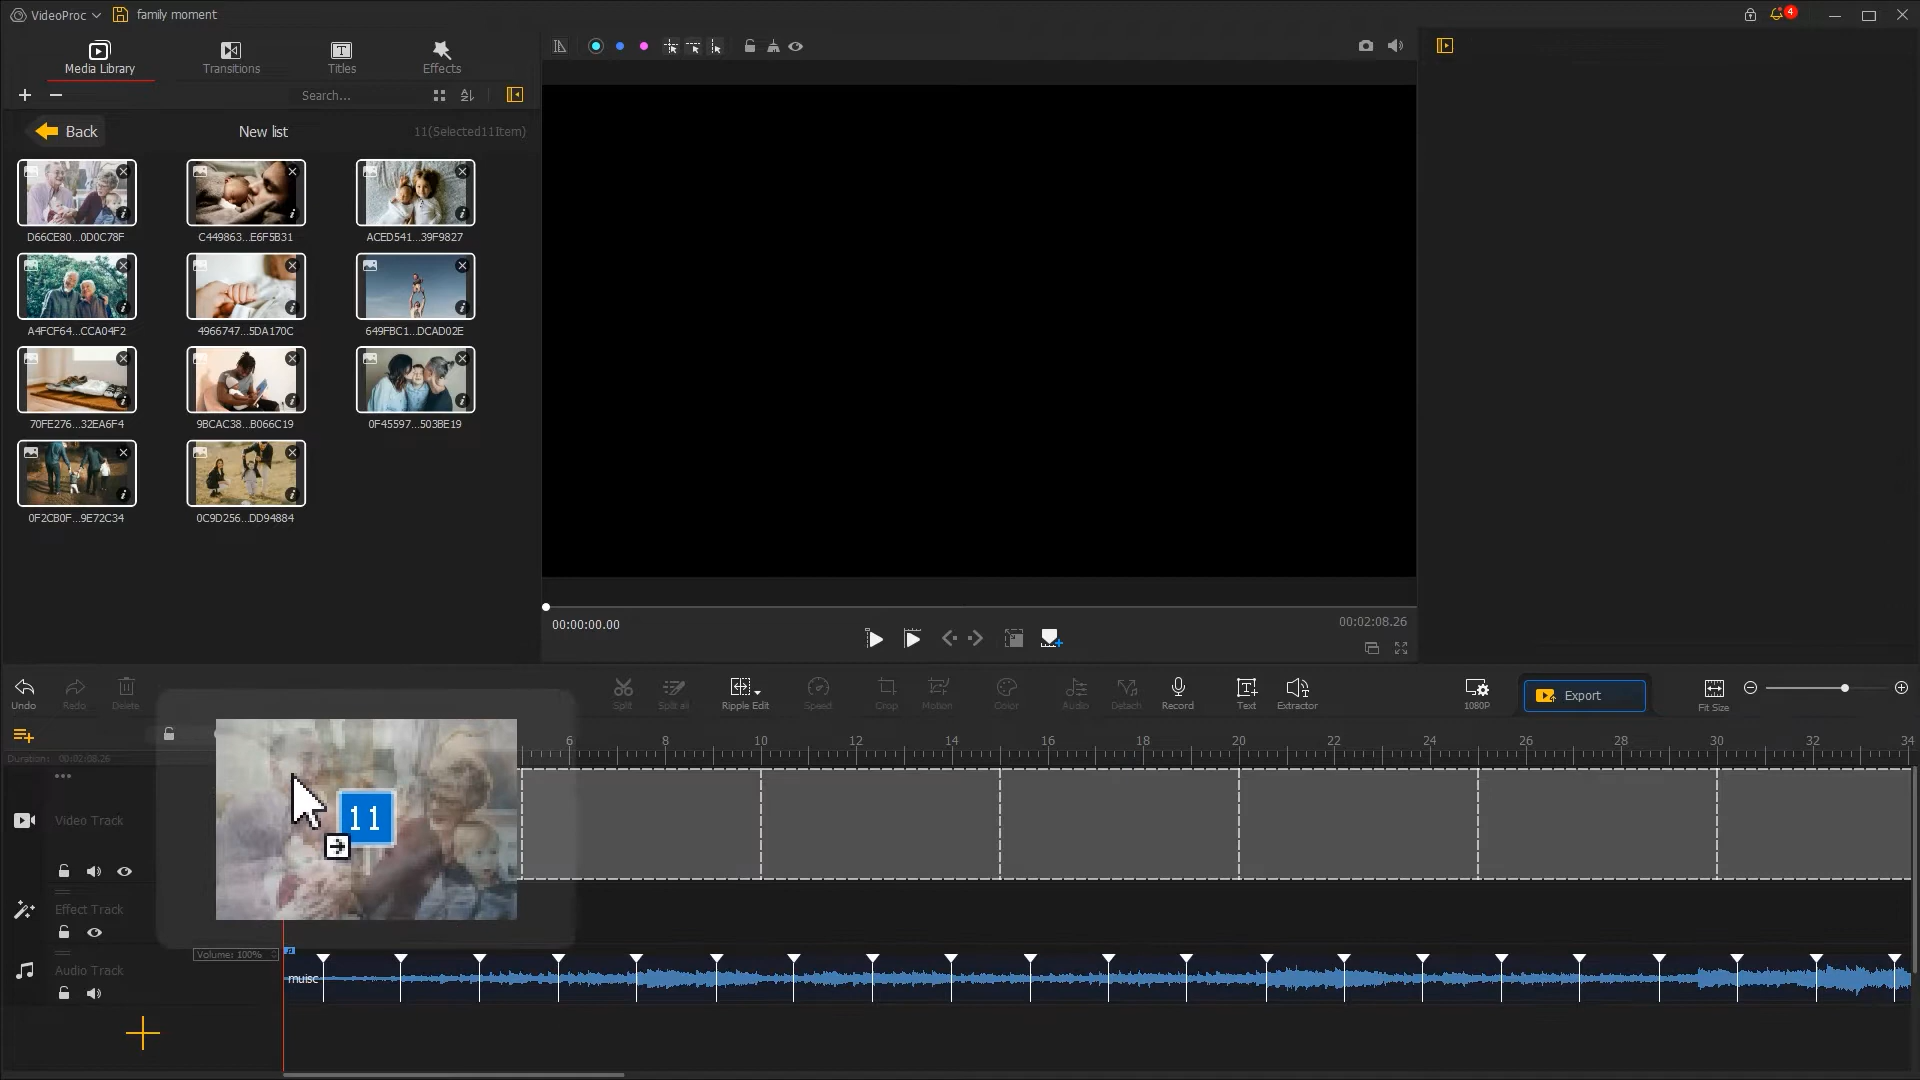 VideoProc
family moment
4
Media Library
Transitions
Titles
Effects
Search...
Back
New list
11(Selected11Item)
D66CE80...0D0C78F
C449863...E6F5B31
ACED541...39F9827
A4FCF64...CCA04F2
4966747...5DA170C
649FBC1...DCAD02E
70FE276...32EA6F4
9BCAC38...B066C19
0F45597...503BE19
0F2CB0F...9E72C34
0C9D256...DD94884
00:00:00.00
00:02:08.26
Undo
Redo
Delete
Split
Split all
Ripple Edit
Speed
Crop
Motion
Color
Audio
Detach
Record
Text
Extractor
1080P
Export
Fit Size
6
8
10
12
14
16
18
20
22
24
26
28
30
32
34
Duration: 00:02:08.26
Video Track
11
Effect Track
Volume: 100%
Audio Track
muisc